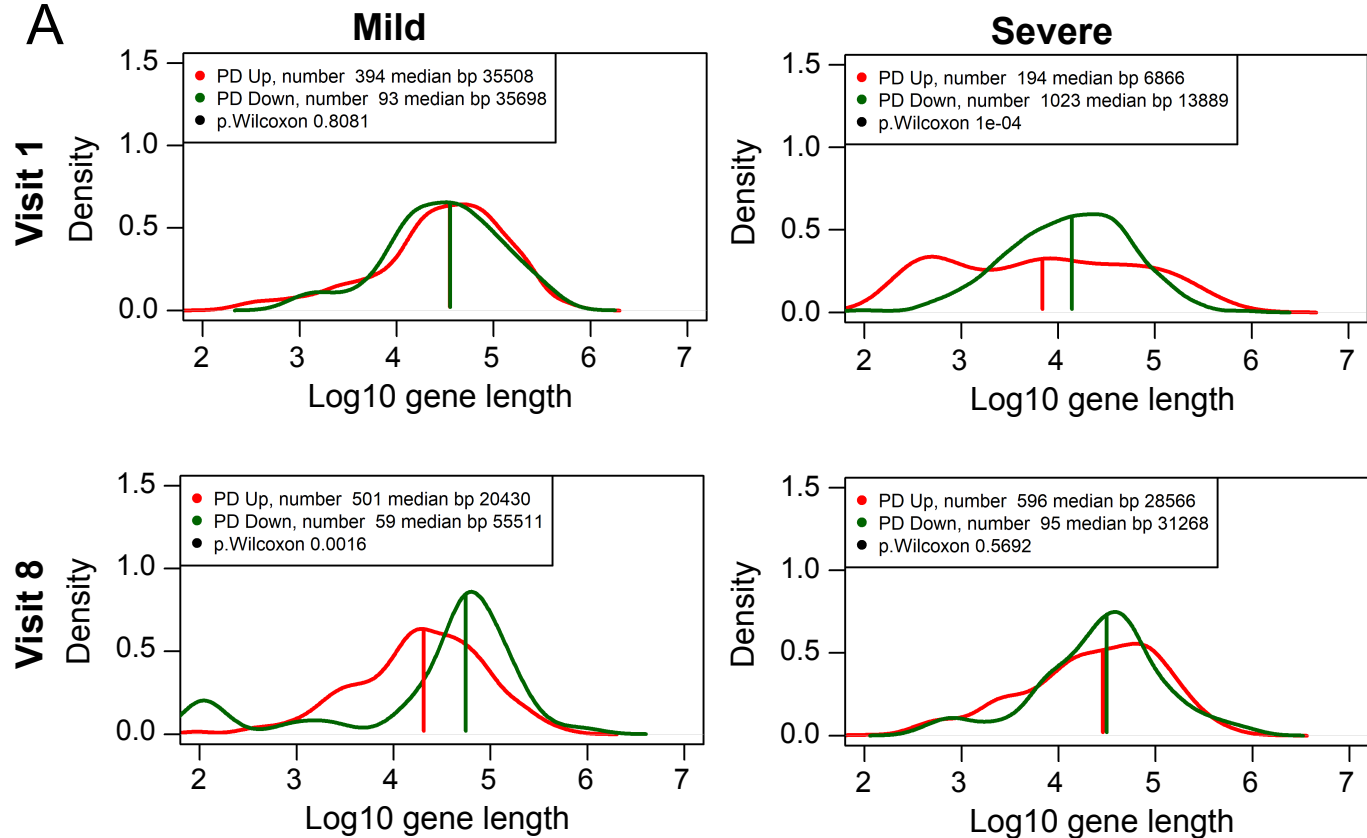 A
Mild
Severe
Visit 1
Density
1.5
1.0
0.5
0.0
PD Up, number  394 median bp 35508
PD Down, number  93 median bp 35698
p.Wilcoxon 0.8081
2 3 4 5 6 7
Log10 gene length
Density
1.5
1.0
0.5
0.0
PD Up, number  194 median bp 6866
PD Down, number  1023 median bp 13889
p.Wilcoxon 1e-04
2 3 4 5 6 7
Log10 gene length
Visit 8
Density
1.5
1.0
0.5
0.0
PD Up, number  501 median bp 20430
PD Down, number  59 median bp 55511
p.Wilcoxon 0.0016
2 3 4 5 6 7
Log10 gene length
Density
1.5
1.0
0.5
0.0
PD Up, number  596 median bp 28566
PD Down, number  95 median bp 31268
p.Wilcoxon 0.5692
2 3 4 5 6 7
Log10 gene length